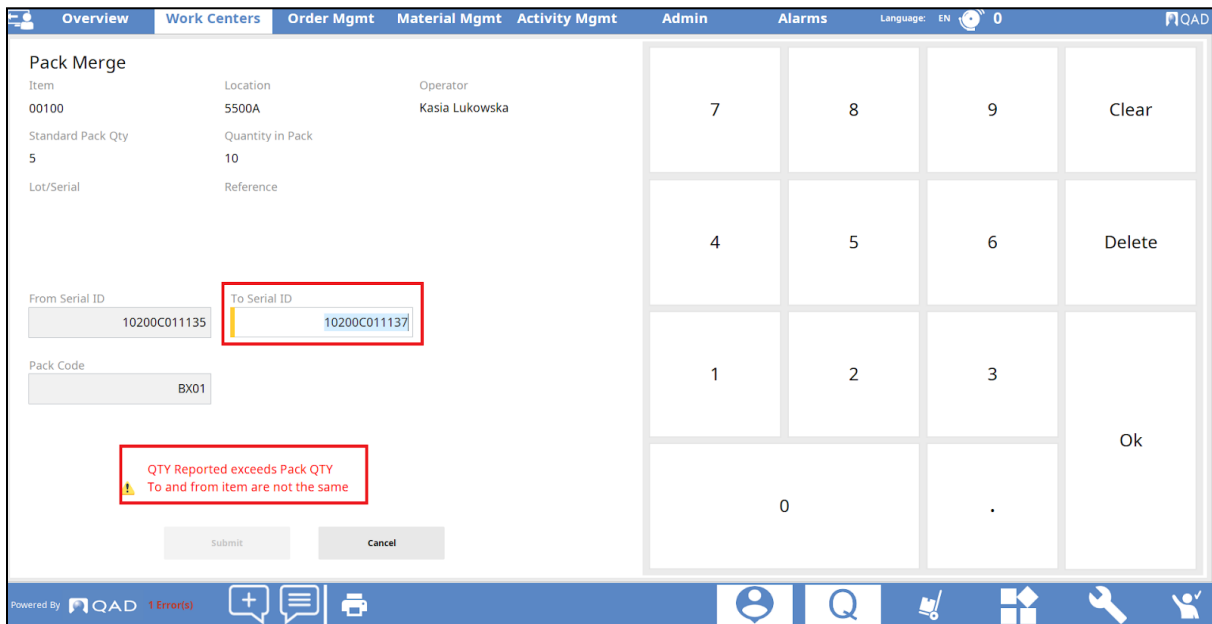 Overview Work Centers Order Mgmt Material Mgmt Activity Mgmt Admin Alarms Language: EN 0 QAD
Pack Merge
Item Location Operator
00100 5500A Kasia Lukowska
Standard Pack Qty Quantity in Pack
5 10
Lot/Serial Reference
From Serial ID To Serial ID
10200C011135 10200C011137
Pack Code
BX01
QTY Reported exceeds Pack QTY
To and from item are not the same
Submit Cancel
7 8 9 Clear
4 5 6 Delete
1 2 3 Ok
0 .
Powered By QAD 1 Error(s) Q